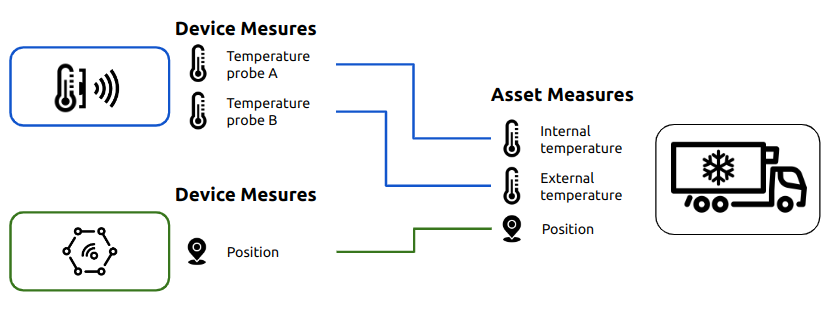 Device Mesures
Temperature
probe A
Temperature
probe B
Device Mesures
Position
Asset Measures
Internal
temperature
External
temperature
Position